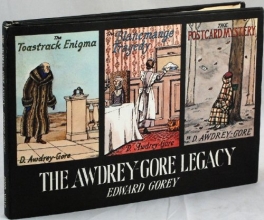 The
Toastrack Enigma
D. Awdrey-Gore
The
Blancmange
Tragedy
D. Awdrey-Gore
THE
POSTCARD MYSTERY
D. AWDREY-GORE
THE AWDREY-GORE LEGACY
EDWARD GOREY